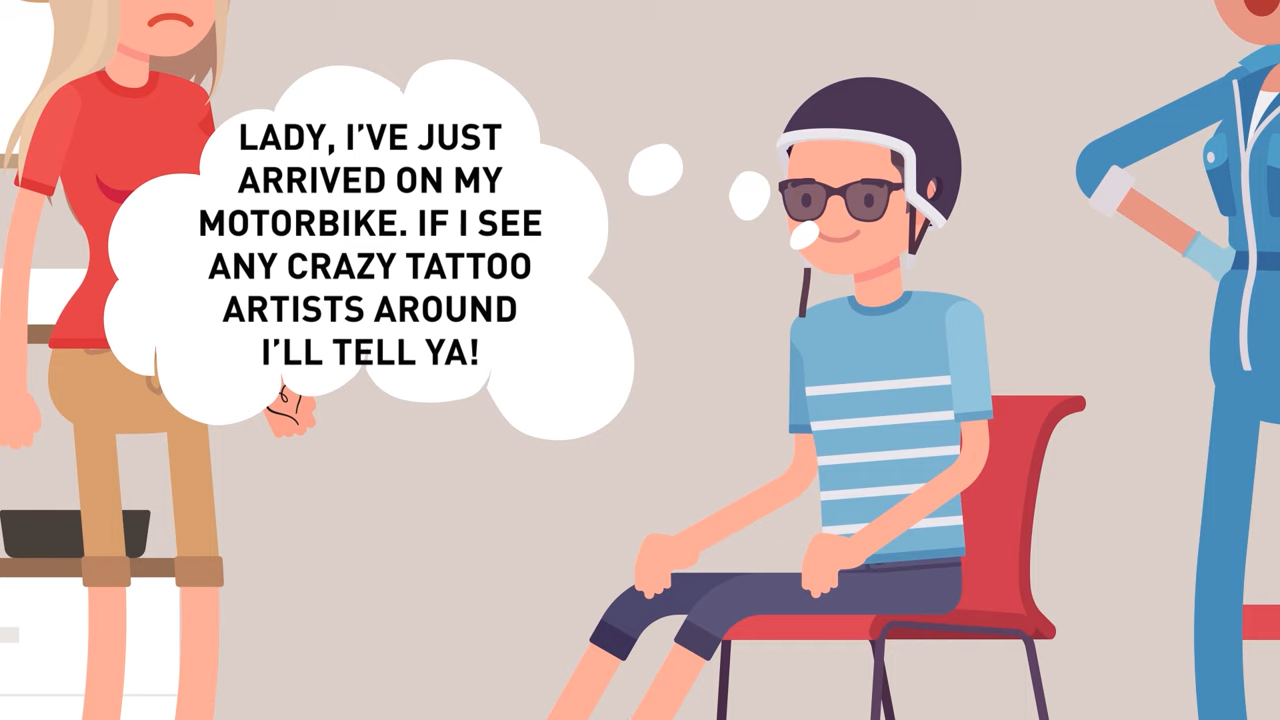 LADY, I'VE JUST
ARRIVED ON MY
MOTORBIKE. IF I SEE
ANY CRAZY TATTOO
ARTISTS AROUND
I'LL TELL YA!